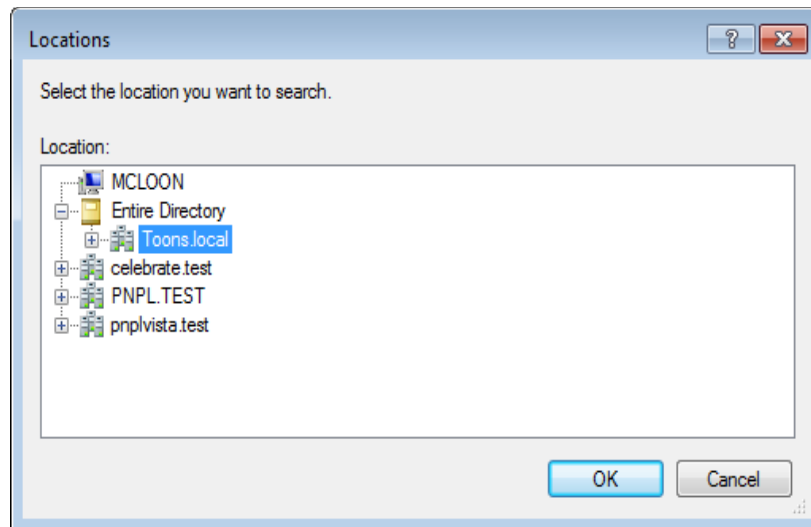 Locations
Select the location you want to search.
Location:
MCLOON
Entire Directory
Toons.local
celebrate.test
PNPL.TEST
pnplvista.test
OK
Cancel